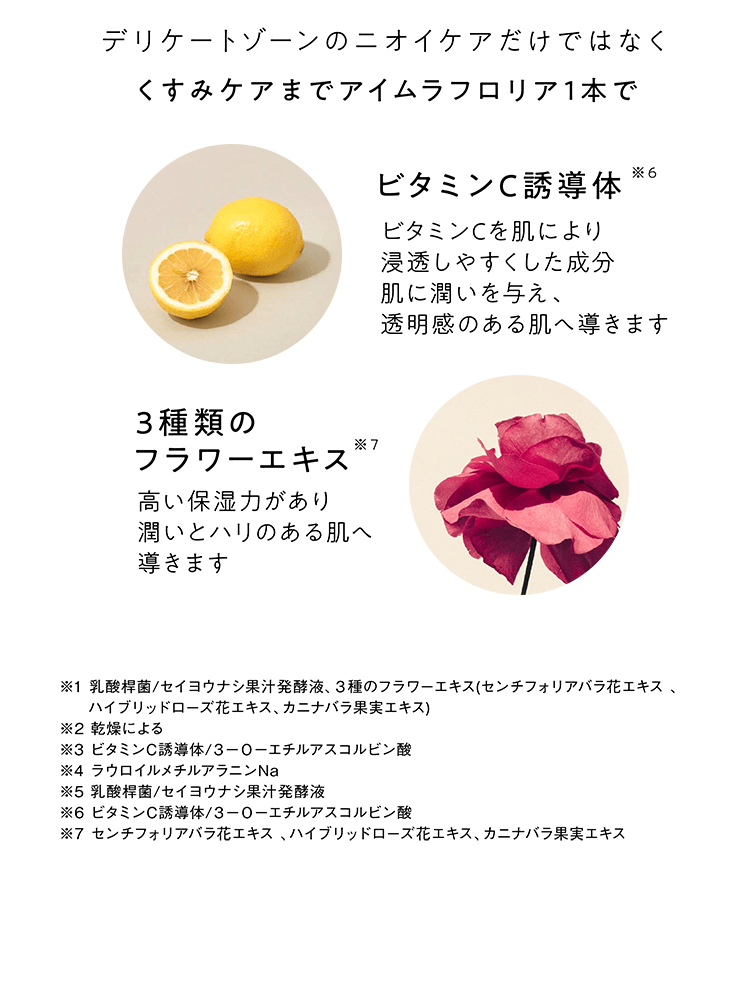 デリケートゾーンのニオイケアだけではなく
くすみケアまでアイムラフロリア1本で
ビタミンC誘導体※6
ビタミンCを肌により
浸透しやすくした成分
肌に潤いを与え、
透明感のある肌へ導きます
3種類の
フラワーエキス※7
高い保湿力があり
潤いとハリのある肌へ
導きます
※1 乳酸桿菌/セイヨウナシ果汁発酵液、3種のフラワーエキス(センチフォリアバラ花エキス 、
ハイブリッドローズ花エキス、カニナバラ果実エキス)
※2 乾燥による
※3 ビタミンC誘導体/3－O－エチルアスコルビン酸
※4 ラウロイルメチルアラニンNa
※5 乳酸桿菌/セイヨウナシ果汁発酵液
※6 ビタミンC誘導体/3－O－エチルアスコルビン酸
※7 センチフォリアバラ花エキス 、ハイブリッドローズ花エキス、カニナバラ果実エキス